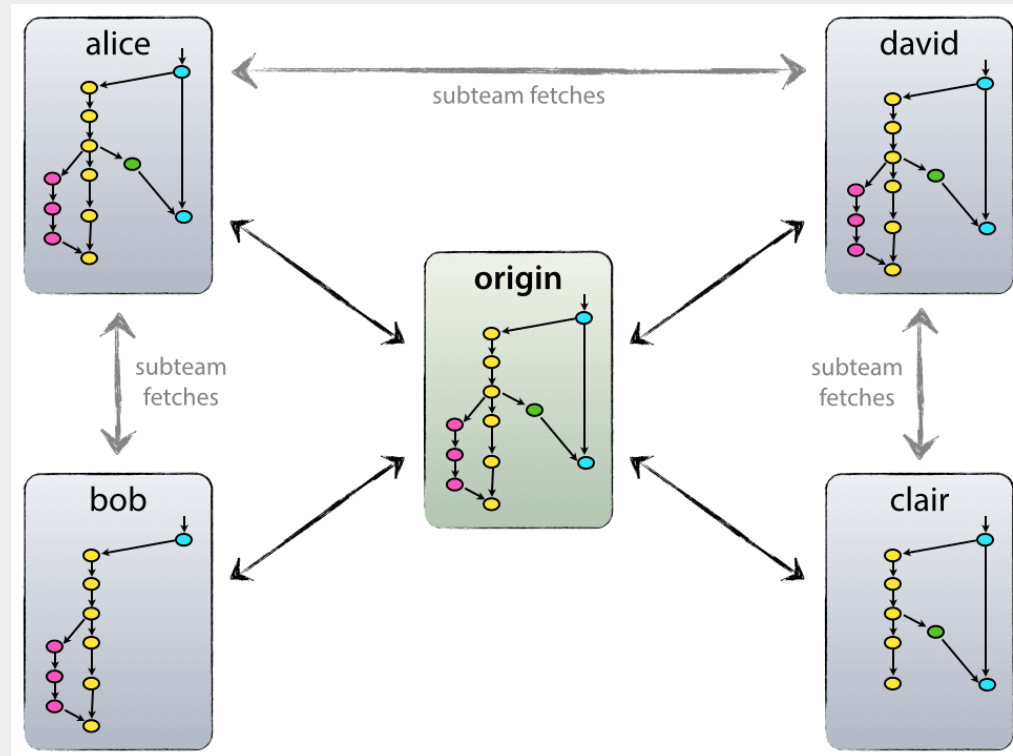 alice
david
subteam fetches
origin
subteam
fetches
subteam
fetches
bob
clair